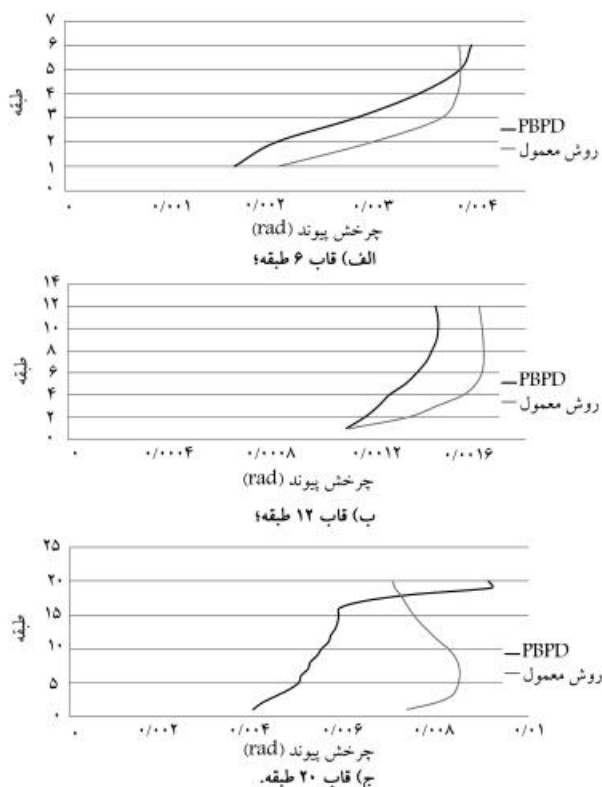 ۷
۶
۵
۴
۳
۲
۱
۰
طبقه
PBPD
روش معمول
۰ ۰/۰۰۱ ۰/۰۰۲ ۰/۰۰۳ ۰/۰۰۴
چرخش پیوند (rad)
الف) قاب ۶ طبقه؛
۱۴
۱۲
۱۰
۸
۶
۴
۲
۰
طبقه
PBPD
روش معمول
۰ ۰/۰۰۰۴ ۰/۰۰۰۸ ۰/۰۰۱۲ ۰/۰۰۱۶
چرخش پیوند (rad)
ب) قاب ۱۲ طبقه؛
۲۵
۲۰
۱۵
۱۰
۵
۰
طبقه
PBPD
روش معمول
۰ ۰/۰۰۲ ۰/۰۰۴ ۰/۰۰۶ ۰/۰۰۸ ۰/۰۱
چرخش پیوند (rad)
ج) قاب ۲۰ طبقه.